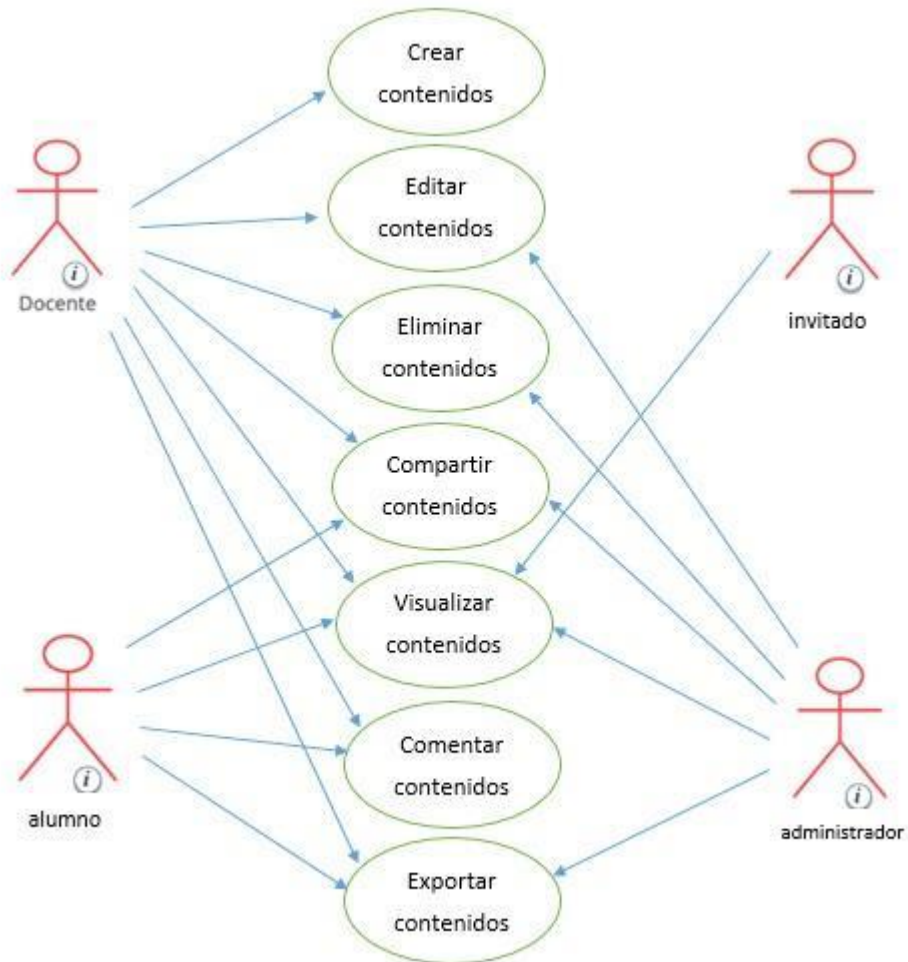 Crear
contenidos
Editar
contenidos
i
Docente
i
invitado
Eliminar
contenidos
Compartir
contenidos
Visualizar
contenidos
Comentar
contenidos
i
alumno
i
administrador
Exportar
contenidos